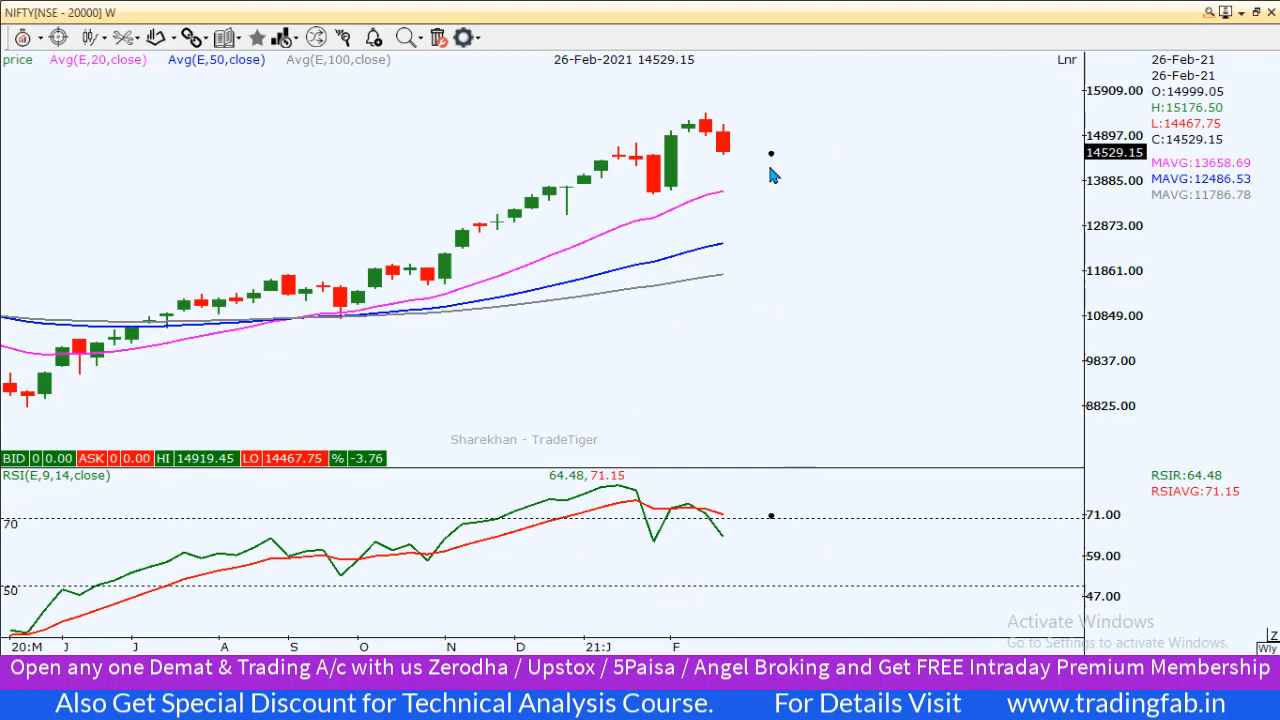 NIFTY[NSE - 20000] W
price Avg(E,20,close) Avg(E,50,close) Avg(E,100,close) 26-Feb-2021 14529.15 Lnr
26-Feb-21
26-Feb-21
O:14999.05
H:15176.50
L:14467.75
C:14529.15
MAVG:13658.69
MAVG:12486.53
MAVG:11786.78
15909.00
14897.00
14529.15
13885.00
12873.00
11861.00
10849.00
9837.00
8825.00
Sharekhan - TradeTiger
BID 0 0.00 ASK 0 0.00 HI 14919.45 LO 14467.75 % -3.76
RSI(E,9,14,close) 64.48, 71.15
RSIR:64.48
RSIAVG:71.15
70
50
71.00
59.00
47.00
20:M J J A S O N D 21:J F
Z
Wly
Activate Windows
Go to Settings to activate Windows.
Open any one Demat & Trading A/c with us Zerodha / Upstox / 5Paisa / Angel Broking and Get FREE Intraday Premium Membership
Also Get Special Discount for Technical Analysis Course. For Details Visit www.tradingfab.in